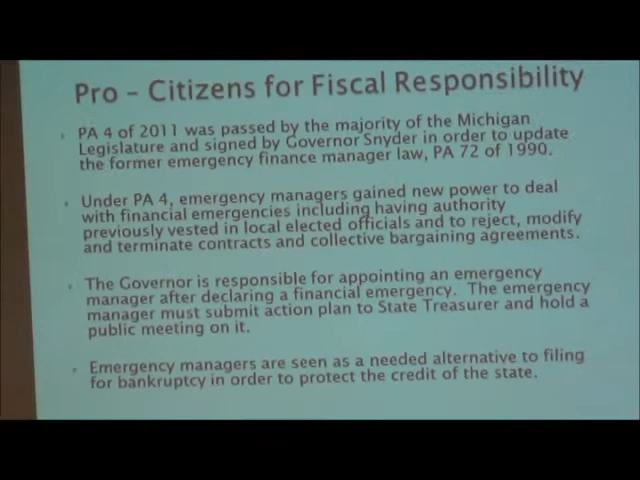 Pro – Citizens for Fiscal Responsibility
PA 4 of 2011 was passed by the majority of the Michigan
Legislature and signed by Governor Snyder in order to update
the former emergency finance manager law, PA 72 of 1990.
Under PA 4, emergency managers gained new power to deal
with financial emergencies including having authority
previously vested in local elected officials and to reject, modify
and terminate contracts and collective bargaining agreements.
The Governor is responsible for appointing an emergency
manager after declaring a financial emergency. The emergency
manager must submit action plan to State Treasurer and hold a
public meeting on it.
Emergency managers are seen as a needed alternative to filing
for bankruptcy in order to protect the credit of the state.